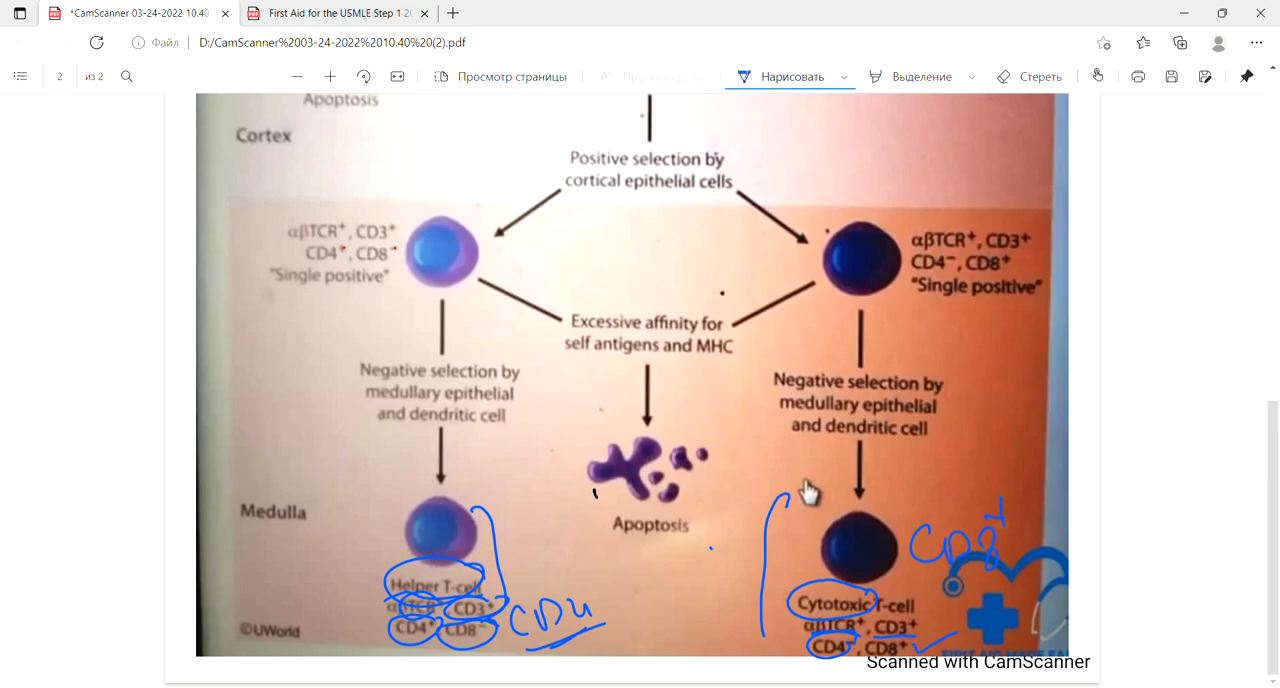 *CamScanner 03-24-2022 10.40
First Aid for the USMLE Step 1 20
Файл
D:/CamScanner%2003-24-2022%2010.40%20(2).pdf
2
из 2
Просмотр страницы
Прочесть вслух
Нарисовать
Выделение
Стереть
Apoptosis
Cortex
Positive selection by
cortical epithelial cells
αβTCR⁺, CD3⁺
CD4⁺, CD8⁻
"Single positive"
αβTCR⁺, CD3⁺
CD4⁻, CD8⁺
"Single positive"
Excessive affinity for
self antigens and MHC
Negative selection by
medullary epithelial
and dendritic cell
Negative selection by
medullary epithelial
and dendritic cell
Medulla
Apoptosis
CD8+
Helper T-cell
αβTCR⁺, CD3⁺
CD4⁺, CD8⁻
CD4
Cytotoxic T-cell
αβTCR⁺, CD3⁺
CD4⁻, CD8⁺
©UWorld
Scanned with CamScanner